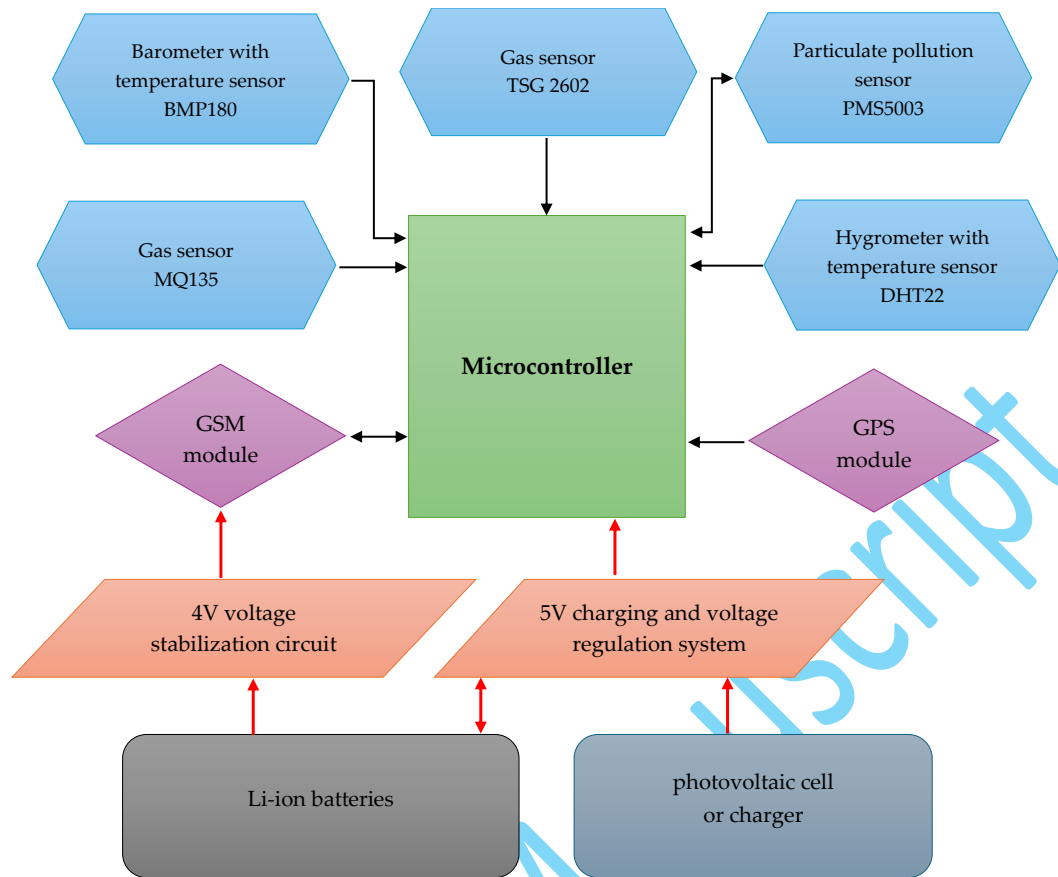 Barometer with
temperature sensor
BMP180
Gas sensor
TSG 2602
Particulate pollution
sensor
PMS5003
Gas sensor
MQ135
Hygrometer with
temperature sensor
DHT22
Microcontroller
GSM
module
GPS
module
4V voltage
stabilization circuit
5V charging and voltage
regulation system
Li-ion batteries
photovoltaic cell
or charger